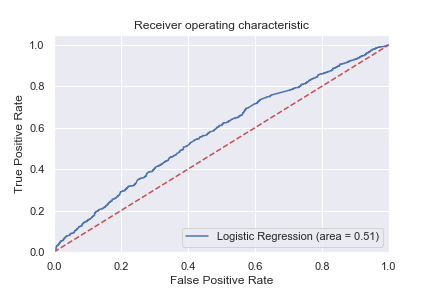 Receiver operating characteristic
1.0
0.8
0.6
0.4
0.2
0.0
True Positive Rate
Logistic Regression (area = 0.51)
0.0 0.2 0.4 0.6 0.8 1.0
False Positive Rate